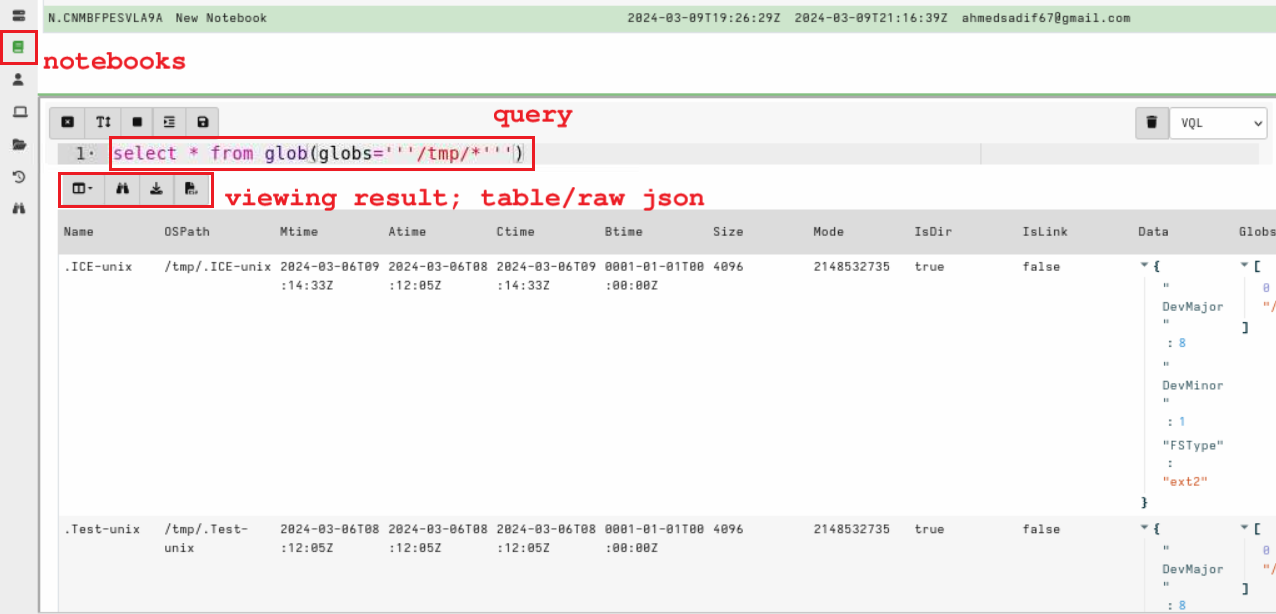 N.CNMBFPESVLA9A New Notebook 2024-03-09T19:26:29Z 2024-03-09T21:16:39Z ahmedsadif67@gmail.com
notebooks
query
VQL
1 select * from glob(globs='''/tmp/*''')
viewing result; table/raw json
Name OSPath Mtime Atime Ctime Btime Size Mode IsDir IsLink Data Globs
.ICE-unix /tmp/.ICE-unix 2024-03-06T09 2024-03-06T08 2024-03-06T09 0001-01-01T00 4096 2148532735 true false { [
:14:33Z :12:05Z :14:33Z :00:00Z
" 0
DevMajor "/
" ]
: 8
"
DevMinor
"
: 1
"FSType"
:
"ext2"
}
.Test-unix /tmp/.Test- 2024-03-06T08 2024-03-06T08 2024-03-06T08 0001-01-01T00 4096 2148532735 true false { [
unix :12:05Z :12:05Z :12:05Z :00:00Z
" 0
DevMajor "/
" ]
: 8